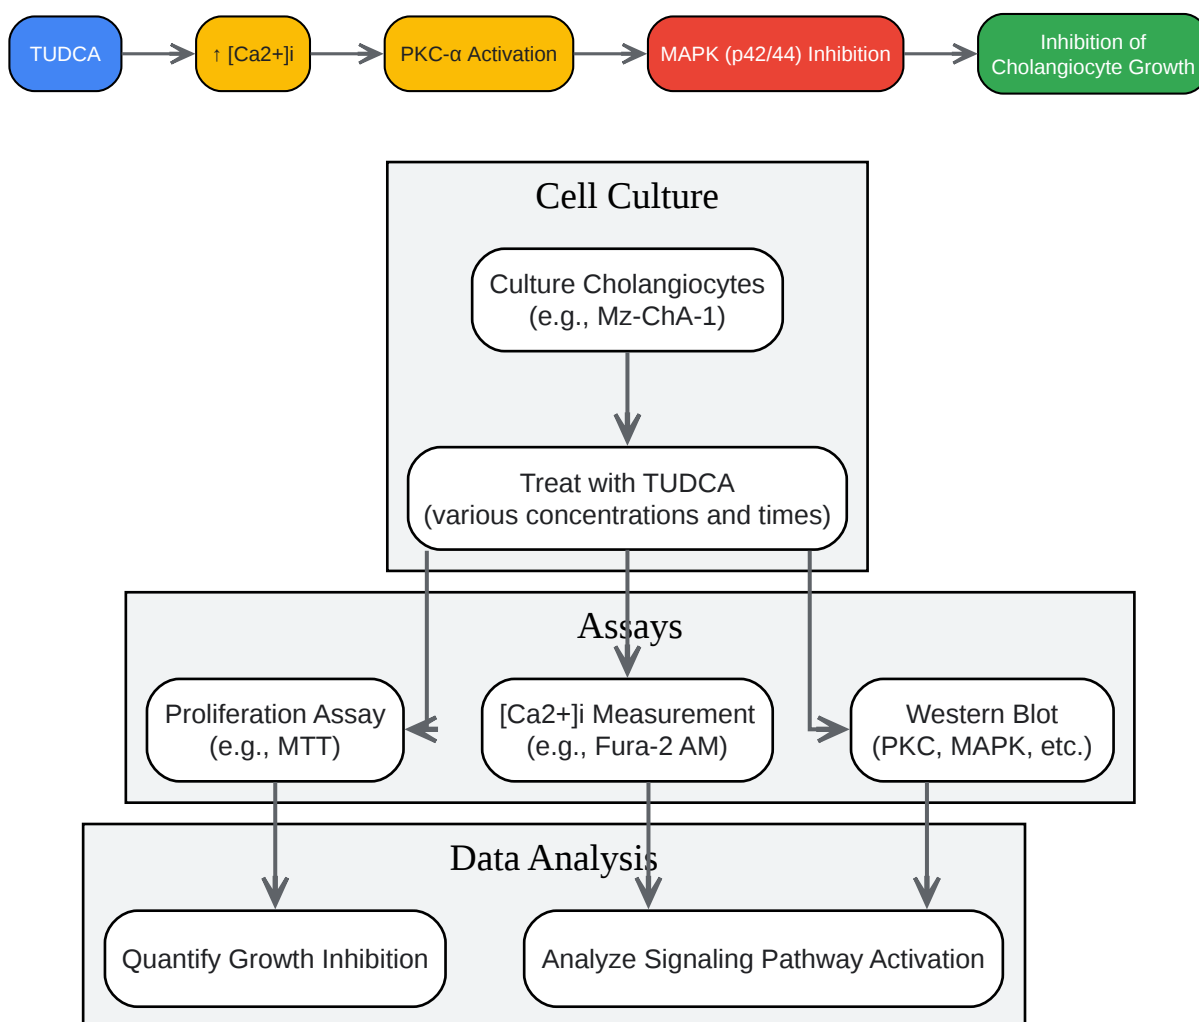 TUDCA
↑ [Ca2+]i
PKC-α Activation
MAPK (p42/44) Inhibition
Inhibition of
Cholangiocyte Growth
Cell Culture
Culture Cholangiocytes
(e.g., Mz-ChA-1)
Treat with TUDCA
(various concentrations and times)
Assays
Proliferation Assay
(e.g., MTT)
[Ca2+]i Measurement
(e.g., Fura-2 AM)
Western Blot
(PKC, MAPK, etc.)
Data Analysis
Quantify Growth Inhibition
Analyze Signaling Pathway Activation